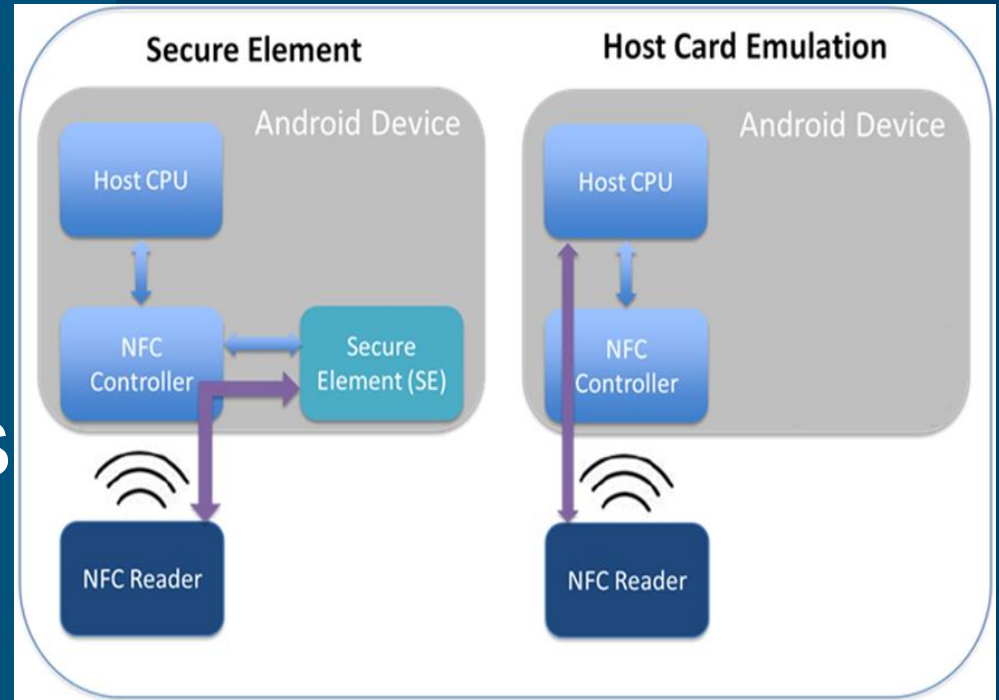 Secure Element
Android Device
Host CPU
NFC
Controller
Secure
Element (SE)
NFC Reader
Host Card Emulation
Android Device
Host CPU
NFC
Controller
NFC Reader
s